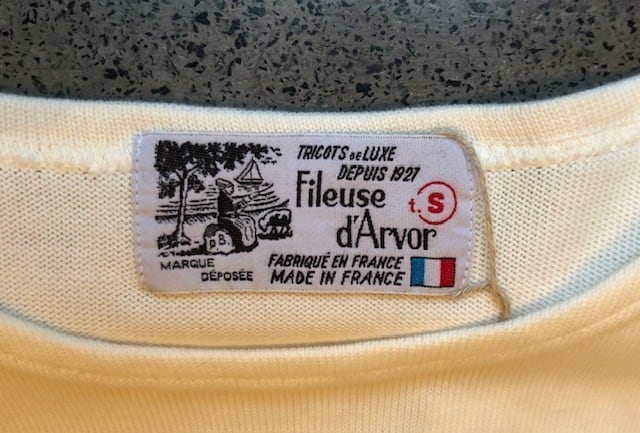 TRICOTS DE LUXE
DEPUIS 1927
Fileuse
d'Arvor
t. S
P.B.
MARQUE
DÉPOSÉE
FABRIQUÉ EN FRANCE
MADE IN FRANCE